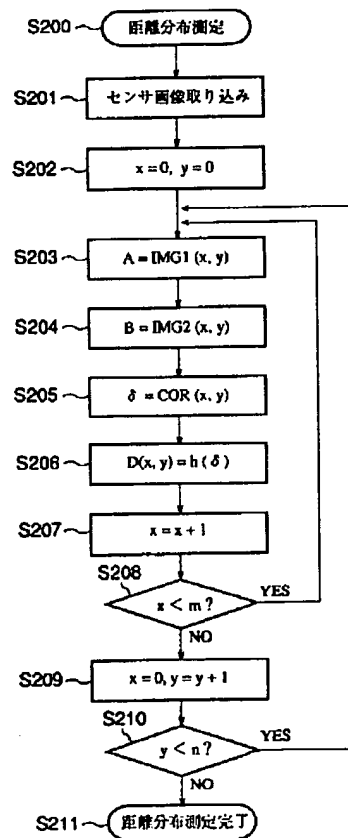 S200 距離分布測定
S201 センサ画像取り込み
S202 x=0, y=0
S203 A=IMG1(x, y)
S204 B=IMG2(x, y)
S205 δ=COR(x, y)
S206 D(x, y)=h(δ)
S207 x=x+1
S208
x<m? YES
NO
S209 x=0, y=y+1
S210
y<n? YES
NO
S211 距離分布測定完了